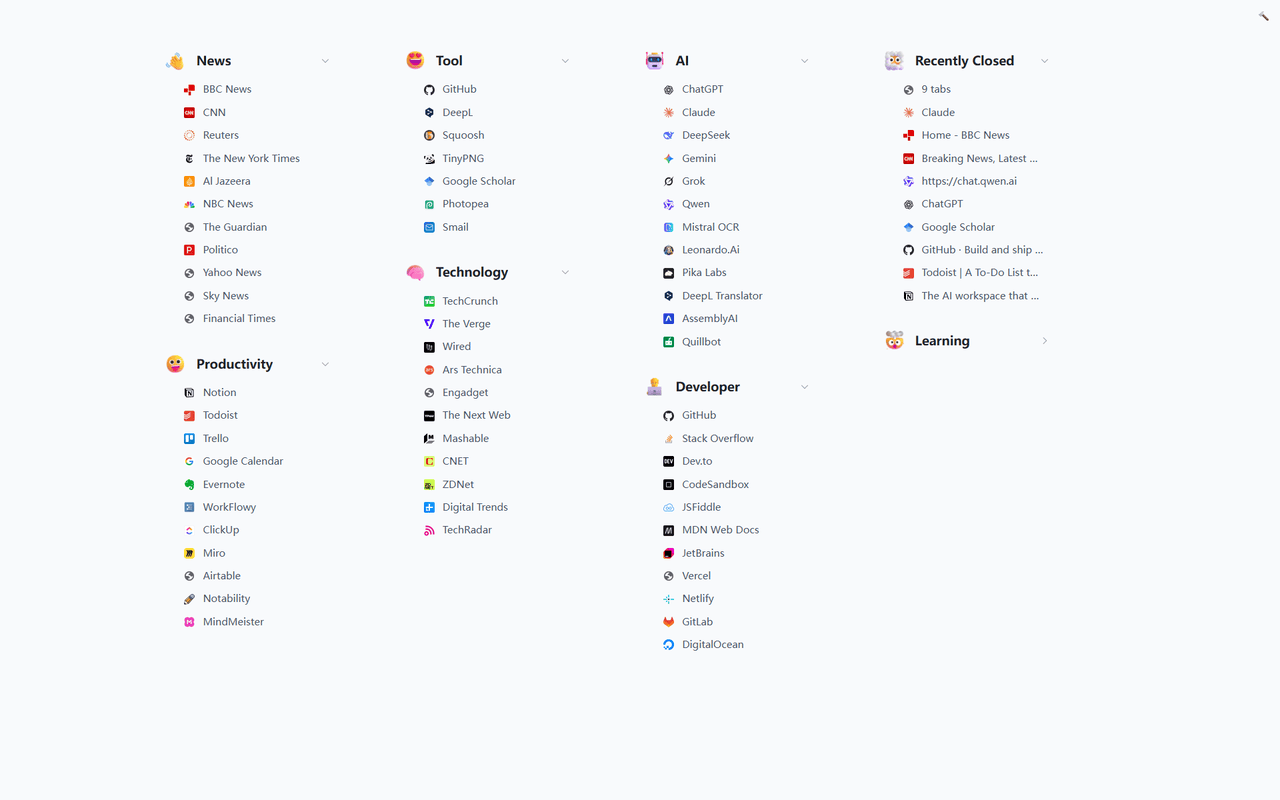 News
BBC News
CNN
Reuters
The New York Times
Al Jazeera
NBC News
The Guardian
Politico
Yahoo News
Sky News
Financial Times
Productivity
Notion
Todoist
Trello
Google Calendar
Evernote
WorkFlowy
ClickUp
Miro
Airtable
Notability
MindMeister
Tool
GitHub
DeepL
Squoosh
TinyPNG
Google Scholar
Photopea
Smail
Technology
TechCrunch
The Verge
Wired
Ars Technica
Engadget
The Next Web
Mashable
CNET
ZDNet
Digital Trends
TechRadar
AI
ChatGPT
Claude
DeepSeek
Gemini
Grok
Qwen
Mistral OCR
Leonardo.Ai
Pika Labs
DeepL Translator
AssemblyAI
Quillbot
Developer
GitHub
Stack Overflow
Dev.to
CodeSandbox
JSFiddle
MDN Web Docs
JetBrains
Vercel
Netlify
GitLab
DigitalOcean
Recently Closed
9 tabs
Claude
Home - BBC News
Breaking News, Latest ...
https://chat.qwen.ai
ChatGPT
Google Scholar
GitHub · Build and ship ...
Todoist | A To-Do List t...
The AI workspace that ...
Learning